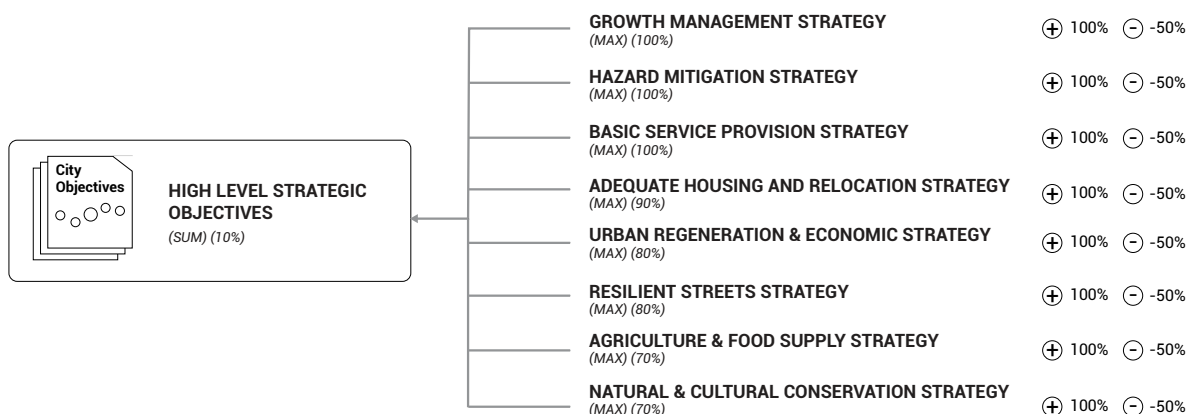 GROWTH MANAGEMENT STRATEGY
(MAX) (100%)
+ 100% - -50%
HAZARD MITIGATION STRATEGY
(MAX) (100%)
+ 100% - -50%
BASIC SERVICE PROVISION STRATEGY
(MAX) (100%)
+ 100% - -50%
City
Objectives
HIGH LEVEL STRATEGIC
OBJECTIVES
(SUM) (10%)
ADEQUATE HOUSING AND RELOCATION STRATEGY
(MAX) (90%)
+ 100% - -50%
URBAN REGENERATION & ECONOMIC STRATEGY
(MAX) (80%)
+ 100% - -50%
RESILIENT STREETS STRATEGY
(MAX) (80%)
+ 100% - -50%
AGRICULTURE & FOOD SUPPLY STRATEGY
(MAX) (70%)
+ 100% - -50%
NATURAL & CULTURAL CONSERVATION STRATEGY
(MAX) (70%)
+ 100% - -50%